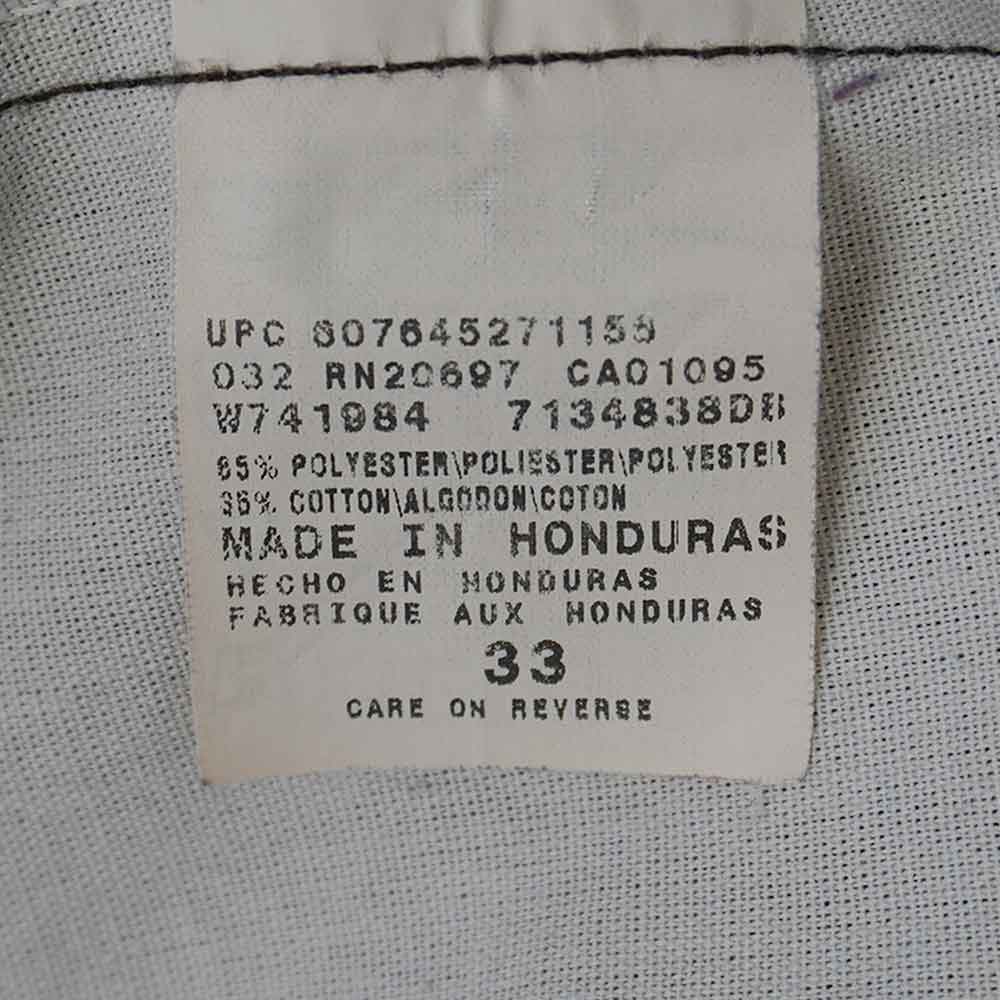 UPC 607645271158
032 RN20697 CA01095
W741984 7134838DB
65% POLYESTER\POLIESTER\POLYESTER
35% COTTON\ALGODON\COTON
MADE IN HONDURAS
HECHO EN HONDURAS
FABRIQUE AUX HONDURAS
33
CARE ON REVERSE